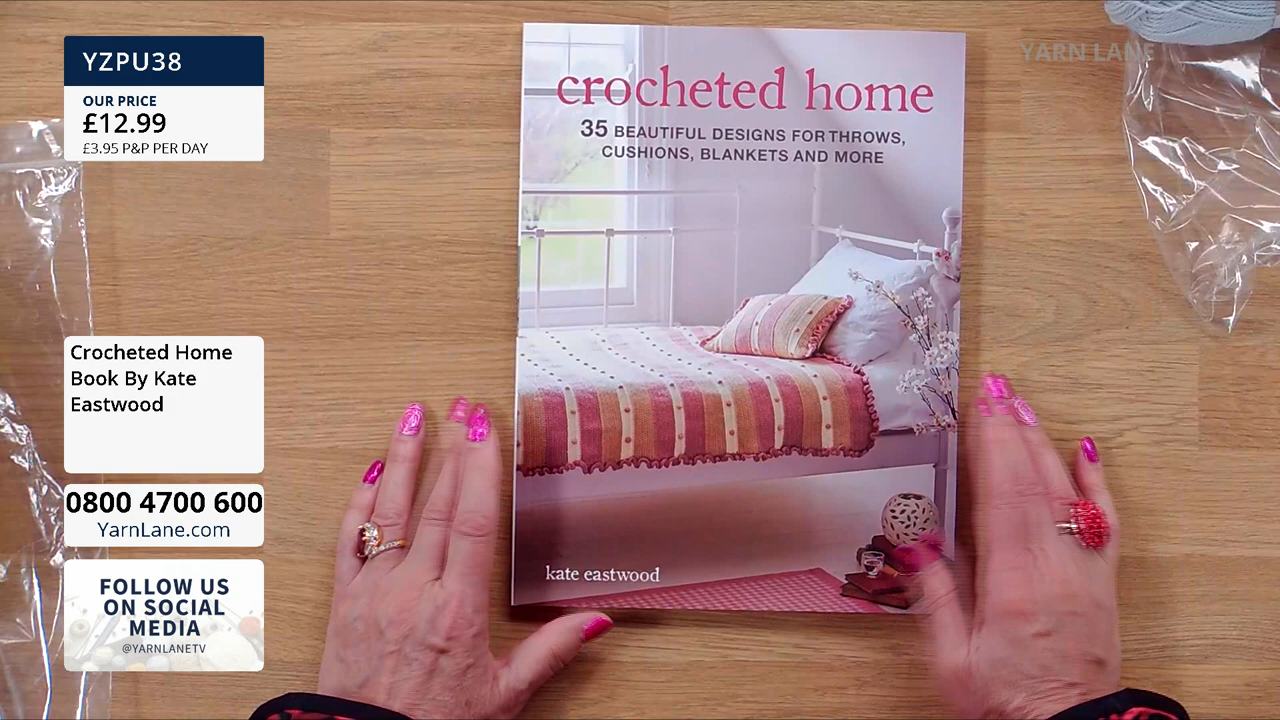 YZPU38
OUR PRICE
£12.99
£3.95 P&P PER DAY
Crocheted Home
Book By Kate
Eastwood
0800 4700 600
YarnLane.com
FOLLOW US
ON SOCIAL
MEDIA
@YARNLANETV
crocheted home
35 BEAUTIFUL DESIGNS FOR THROWS,
CUSHIONS, BLANKETS AND MORE
kate eastwood
YARN LANE